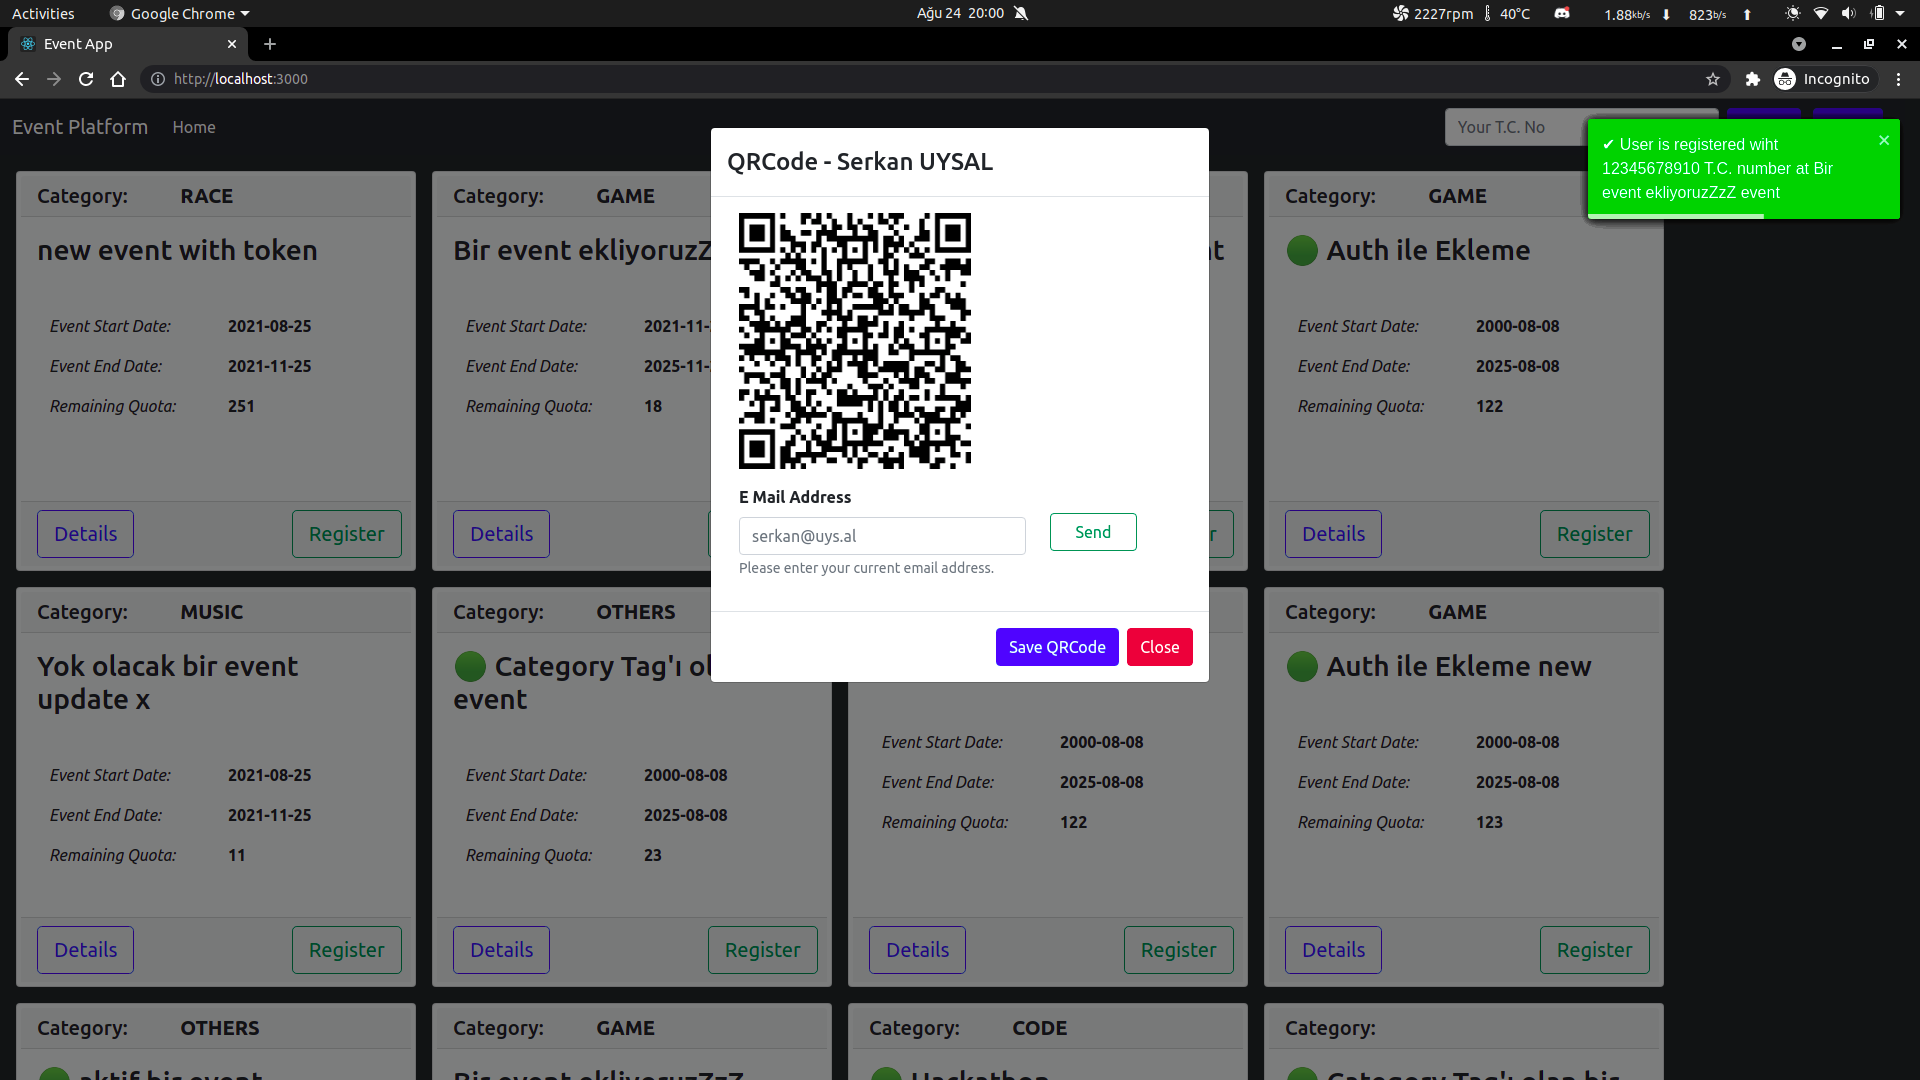 Activities
Google Chrome
Ağu 24 20:00
2227rpm
40°C
1.88kb/s
823b/s
Event App
http://localhost:3000
Incognito
Event Platform
Home
Your T.C. No
✔ User is registered wiht
12345678910 T.C. number at Bir
event ekliyoruzZzZ event
QRCode - Serkan UYSAL
E Mail Address
serkan@uys.al
Send
Please enter your current email address.
Save QRCode
Close
Category: RACE
new event with token
Event Start Date: 2021-08-25
Event End Date: 2021-11-25
Remaining Quota: 251
Details
Register
Category: GAME
Bir event ekliyoruzZ
Event Start Date: 2021-11-
Event End Date: 2025-11-
Remaining Quota: 18
Details
Category: GAME
Auth ile Ekleme
Event Start Date: 2000-08-08
Event End Date: 2025-08-08
Remaining Quota: 122
Details
Register
Category: MUSIC
Yok olacak bir event
update x
Event Start Date: 2021-08-25
Event End Date: 2021-11-25
Remaining Quota: 11
Details
Register
Category: OTHERS
Category Tag'ı ol
event
Event Start Date: 2000-08-08
Event End Date: 2025-08-08
Remaining Quota: 23
Details
Register
Event Start Date: 2000-08-08
Event End Date: 2025-08-08
Remaining Quota: 122
Details
Register
Category: GAME
Auth ile Ekleme new
Event Start Date: 2000-08-08
Event End Date: 2025-08-08
Remaining Quota: 123
Details
Register
Category: OTHERS
aktif bir event
Category: GAME
Bir event ekliyoruzZzZ
Category: CODE
Hackathon
Category:
Category Tag'ı olan bir